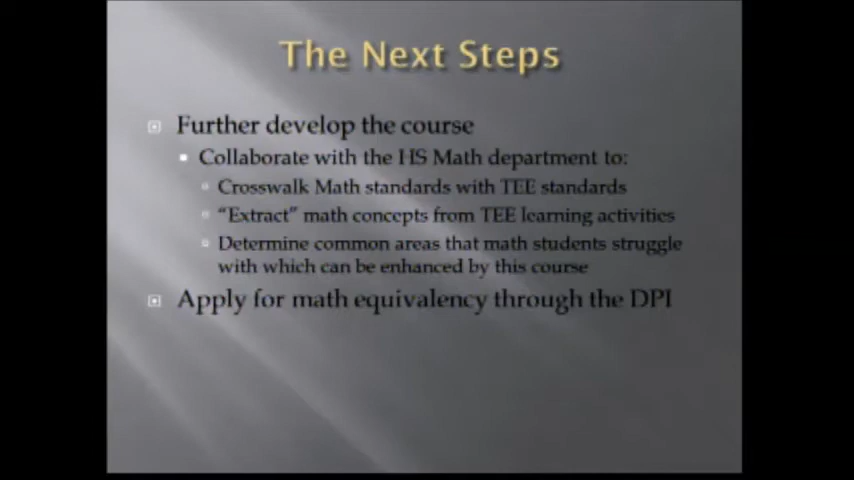 The Next Steps
Further develop the course
Collaborate with the HS Math department to:
Crosswalk Math standards with TEE standards
"Extract" math concepts from TEE learning activities
Determine common areas that math students struggle
with which can be enhanced by this course
Apply for math equivalency through the DPI